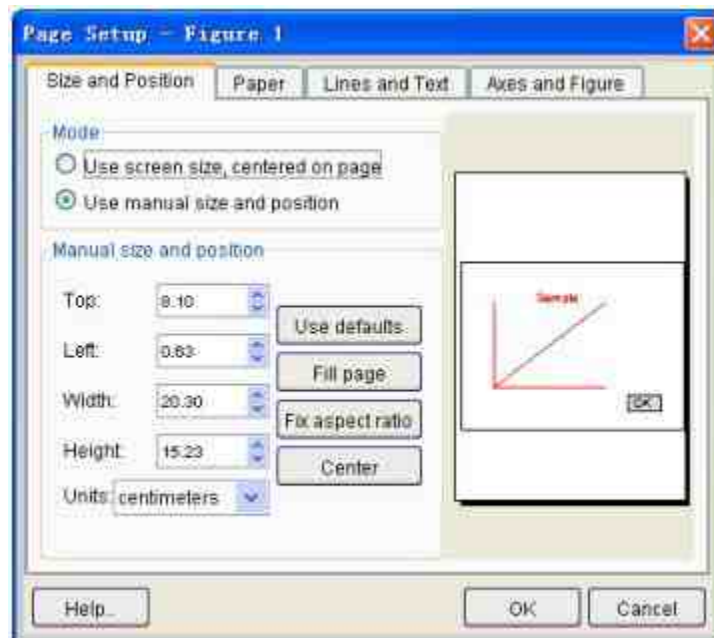 Page Setup - Figure 1
Size and Position
Paper
Lines and Text
Axes and Figure
Mode
Use screen size, centered on page
Use manual size and position
Manual size and position
Top:
Left:
0.63
Width:
20.30
Height:
15.23
Units:
centimeters
Use defaults
Fill page
Fix aspect ratio
Center
Sample
OK
Help...
OK
Cancel